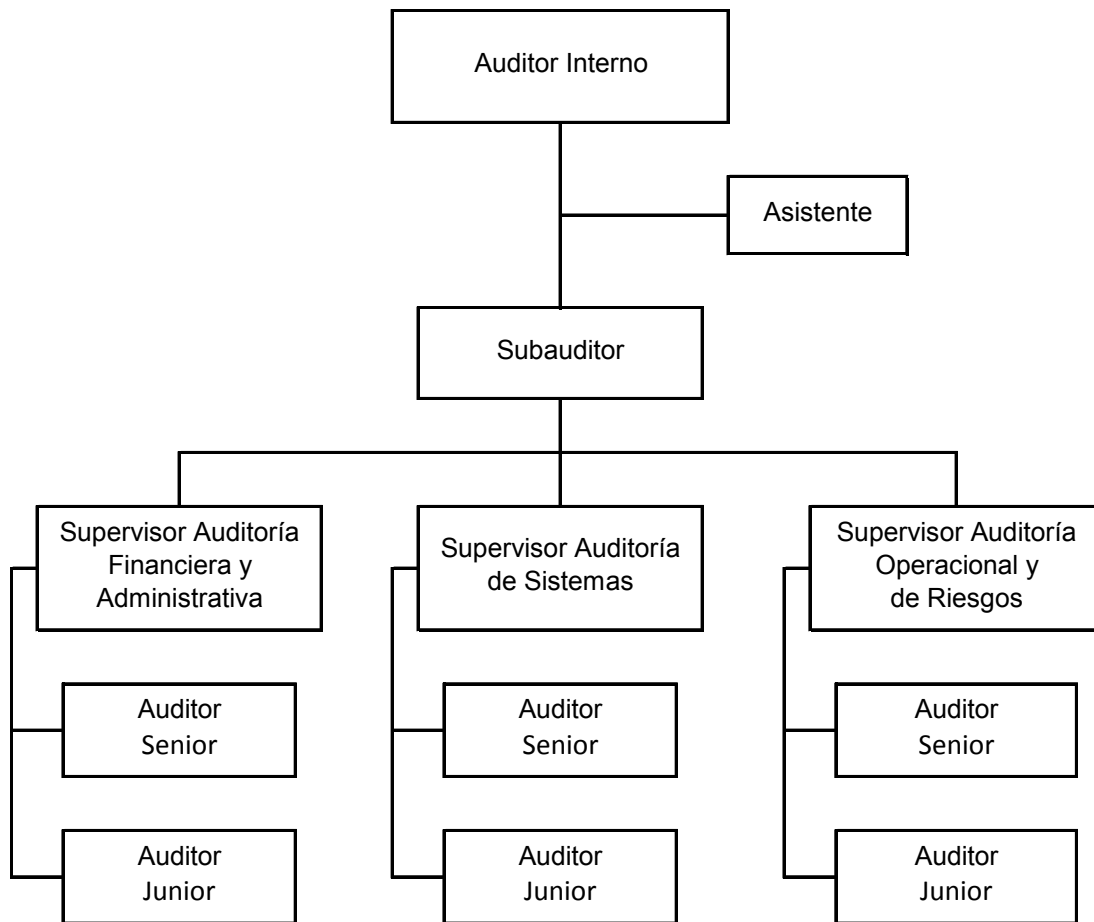 Auditor Interno
Asistente
Subauditor
Supervisor Auditoría
Financiera y
Administrativa
Supervisor Auditoría
de Sistemas
Supervisor Auditoría
Operacional y
de Riesgos
Auditor
Senior
Auditor
Senior
Auditor
Senior
Auditor
Junior
Auditor
Junior
Auditor
Junior